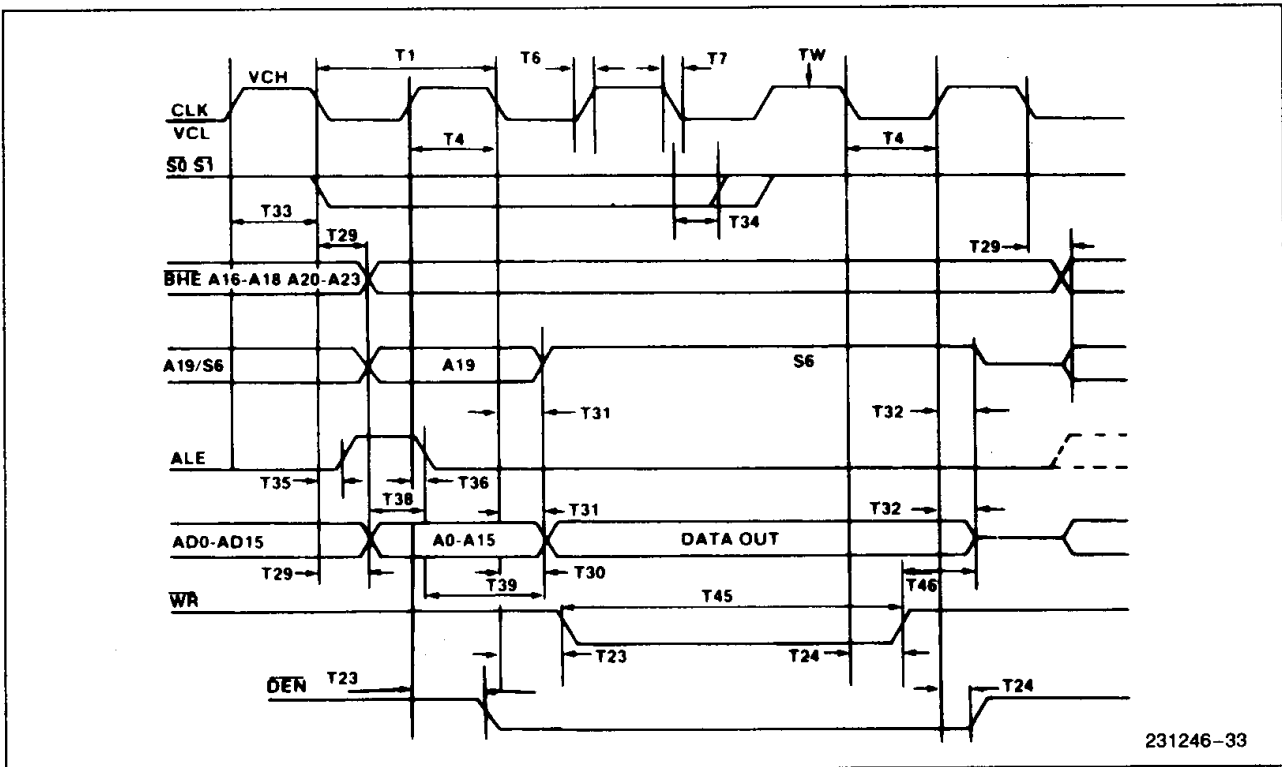 T1
T6
T7
TW
VCH
CLK
VCL
T4
T4
S0 S1
T33
T34
T29
T29
BHE A16-A18 A20-A23
A19/S6
A19
S6
T31
T32
ALE
T35
T36
T38
T31
T32
AD0-AD15
A0-A15
DATA OUT
T29
T39
T30
T46
WR
T45
T23
T24
DEN
T23
T24
231246-33